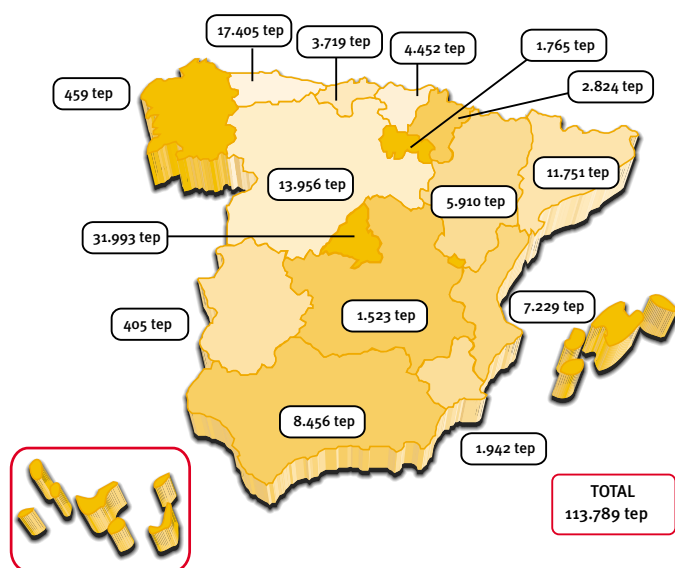 17.405 tep
3.719 tep
4.452 tep
1.765 tep
2.824 tep
459 tep
13.956 tep
5.910 tep
11.751 tep
31.993 tep
405 tep
1.523 tep
7.229 tep
8.456 tep
1.942 tep
TOTAL
113.789 tep